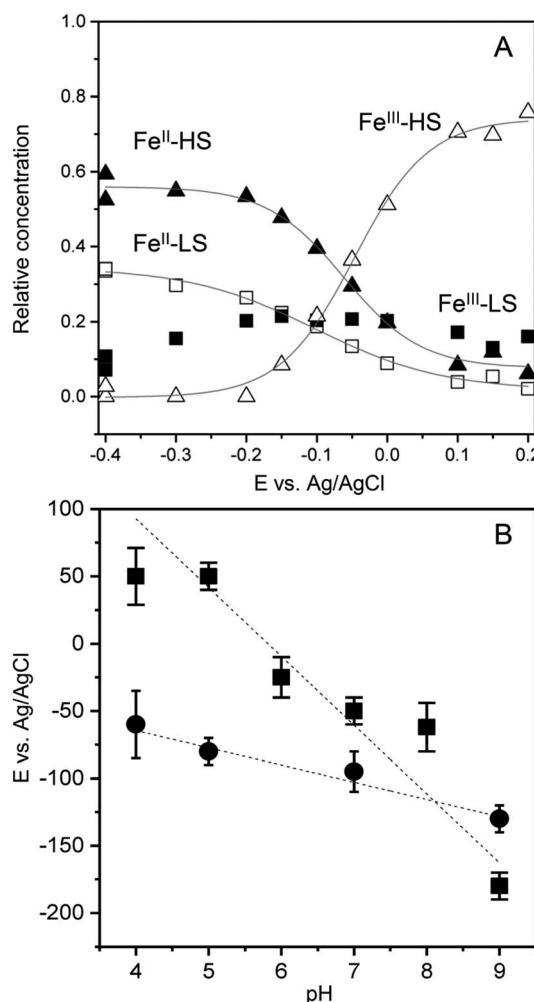 A
1.0
0.8
0.6
0.4
0.2
0.0
Relative concentration
Fe^III-HS
Fe^II-HS
Fe^II-LS
Fe^III-LS
-0.4 -0.3 -0.2 -0.1 0.0 0.1 0.2
E vs. Ag/AgCl
B
100
50
0
-50
-100
-150
-200
E vs. Ag/AgCl
4 5 6 7 8 9
pH